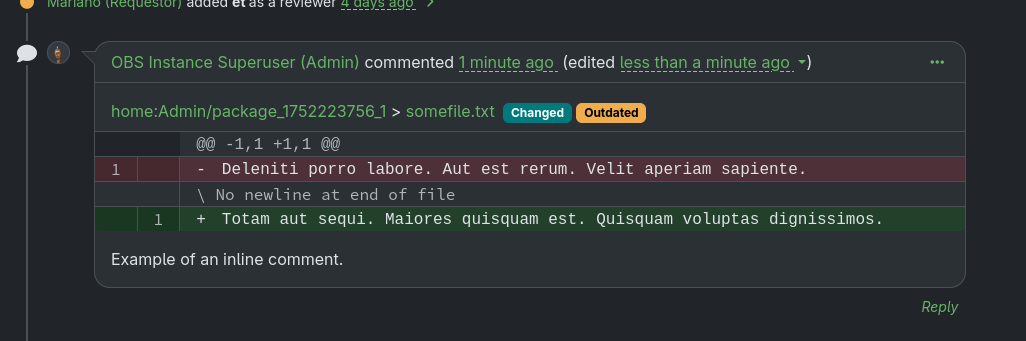 Mariano (Requestor) added et as a reviewer 4 days ago
OBS Instance Superuser (Admin) commented 1 minute ago (edited less than a minute ago)
home:Admin/package_1752223756_1 > somefile.txt Changed Outdated
@@ -1,1 +1,1 @@
1 - Deleniti porro labore. Aut est rerum. Velit aperiam sapiente.
\ No newline at end of file
1 + Totam aut sequi. Maiores quisquam est. Quisquam voluptas dignissimos.
Example of an inline comment.
Reply